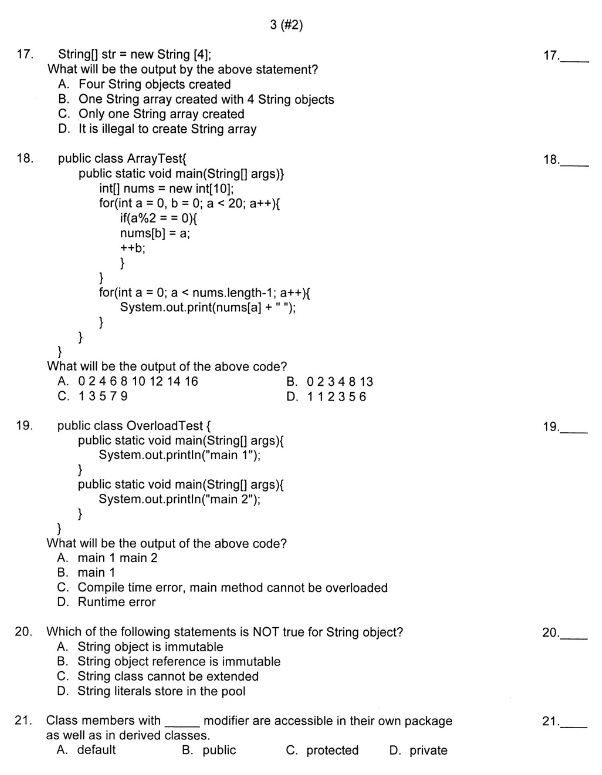 3 (#2)
17. String[] str = new String [4]; 17.____
What will be the output by the above statement?
A. Four String objects created
B. One String array created with 4 String objects
C. Only one String array created
D. It is illegal to create String array
18. public class ArrayTest{ 18.____
public static void main(String[] args)}
int[] nums = new int[10];
for(int a = 0, b = 0; a < 20; a++){
if(a%2 = = 0){
nums[b] = a;
++b;
}
}
for(int a = 0; a < nums.length-1; a++){
System.out.print(nums[a] + " ");
}
}
}
What will be the output of the above code?
A. 0 2 4 6 8 10 12 14 16 B. 0 2 3 4 8 13
C. 1 3 5 7 9 D. 1 1 2 3 5 6
19. public class OverloadTest { 19.____
public static void main(String[] args){
System.out.println("main 1");
}
public static void main(String[] args){
System.out.println("main 2");
}
}
What will be the output of the above code?
A. main 1 main 2
B. main 1
C. Compile time error, main method cannot be overloaded
D. Runtime error
20. Which of the following statements is NOT true for String object? 20.____
A. String object is immutable
B. String object reference is immutable
C. String class cannot be extended
D. String literals store in the pool
21. Class members with _____ modifier are accessible in their own package 21.____
as well as in derived classes.
A. default B. public C. protected D. private